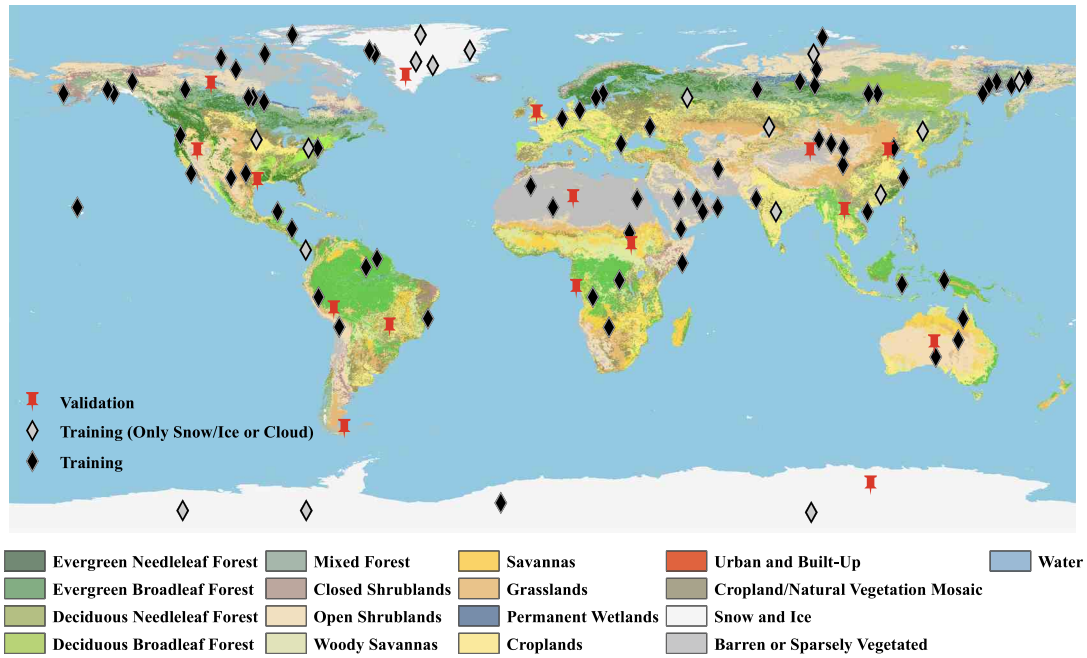 Validation
Training (Only Snow/Ice or Cloud)
Training
Evergreen Needleleaf Forest
Mixed Forest
Savannas
Urban and Built-Up
Water
Evergreen Broadleaf Forest
Closed Shrublands
Grasslands
Cropland/Natural Vegetation Mosaic
Deciduous Needleleaf Forest
Open Shrublands
Permanent Wetlands
Snow and Ice
Deciduous Broadleaf Forest
Woody Savannas
Croplands
Barren or Sparsely Vegetated